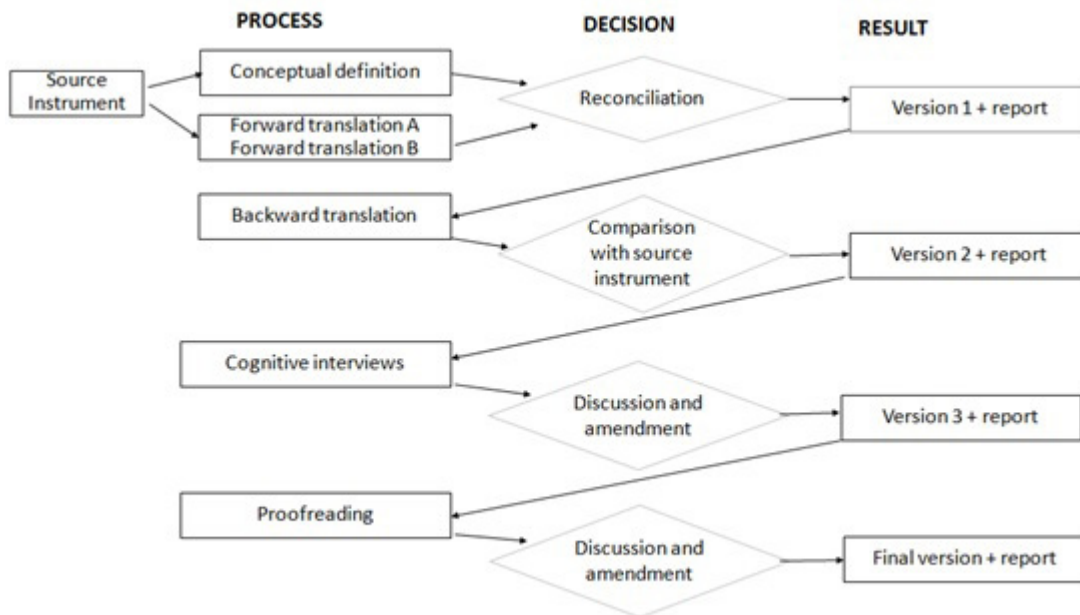 PROCESS
DECISION
RESULT
Source
Instrument
Conceptual definition
Forward translation A
Forward translation B
Reconciliation
Version 1 + report
Backward translation
Comparison
with source
instrument
Version 2 + report
Cognitive interviews
Discussion and
amendment
Version 3 + report
Proofreading
Discussion and
amendment
Final version + report